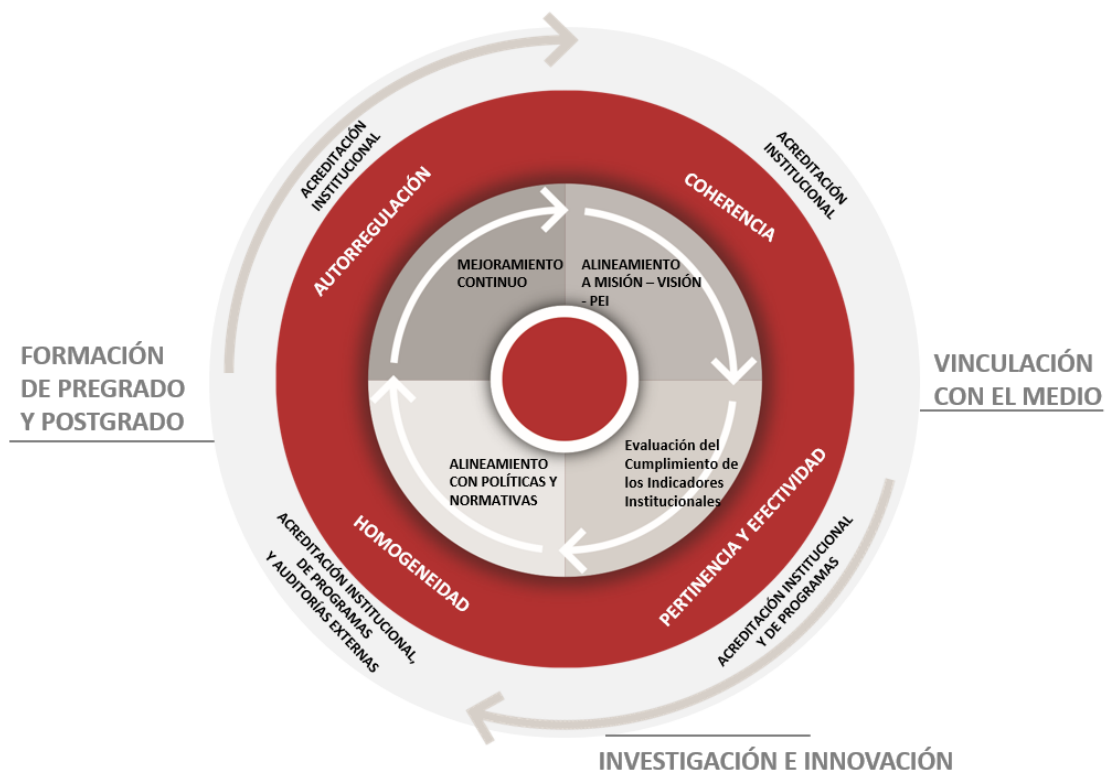 ACREDITACIÓN
INSTITUCIONAL
ACREDITACIÓN
INSTITUCIONAL
AUTORREGULACIÓN
COHERENCIA
MEJORAMIENTO
CONTINUO
ALINEAMIENTO
A MISIÓN – VISIÓN
- PEI
FORMACIÓN
DE PREGRADO
Y POSTGRADO
VINCULACIÓN
CON EL MEDIO
ALINEAMIENTO
CON POLÍTICAS Y
NORMATIVAS
Evaluación del
Cumplimiento de
los Indicadores
Institucionales
HOMOGENEIDAD
PERTINENCIA Y EFECTIVIDAD
ACREDITACIÓN INSTITUCIONAL,
DE PROGRAMAS
Y AUDITORÍAS EXTERNAS
ACREDITACIÓN INSTITUCIONAL
Y DE PROGRAMAS
INVESTIGACIÓN E INNOVACIÓN